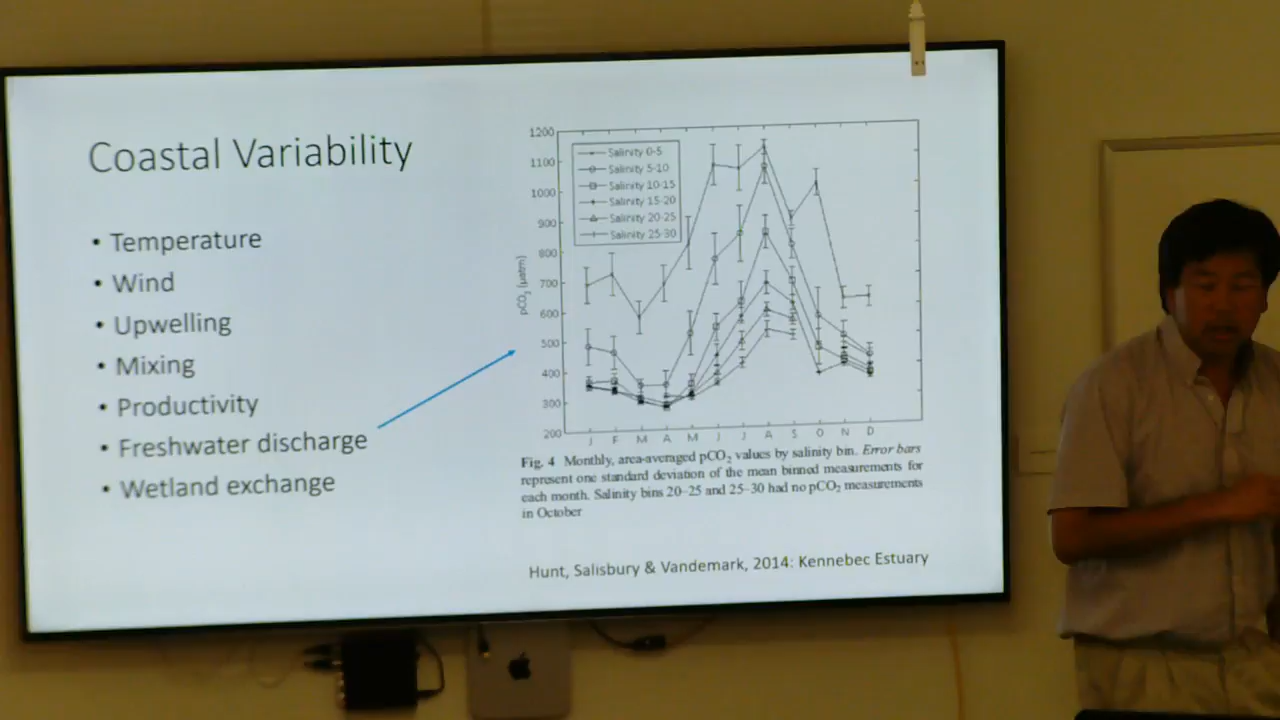 Coastal Variability
• Temperature
• Wind
• Upwelling
• Mixing
• Productivity
• Freshwater discharge
• Wetland exchange
1200
1100
1000
900
800
700
600
500
400
300
200
pCO₂ (µatm)
Salinity 0-5
Salinity 5-10
Salinity 10-15
Salinity 15-20
Salinity 20-25
Salinity 25-30
J F M A M J J A S O N D
Fig. 4 Monthly, area-averaged pCO₂ values by salinity bin. Error bars
represent one standard deviation of the mean binned measurements for
each month. Salinity bins 20–25 and 25–30 had no pCO₂ measurements
in October
Hunt, Salisbury & Vandemark, 2014: Kennebec Estuary